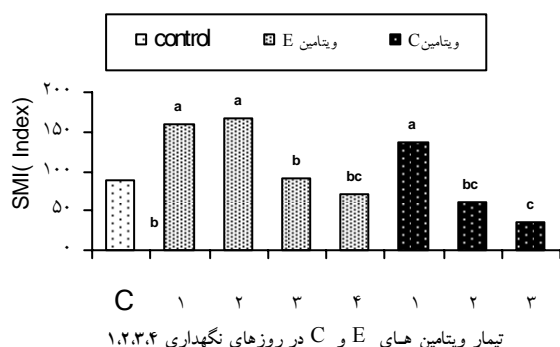 control ویتامین E ویتامین C
SMI( Index)
۲۰۰
۱۵۰
۱۰۰
۵۰
۰
b a a b bc a bc c
C ۱ ۲ ۳ ۴ ۱ ۲ ۳
تیمار ویتامین هـای E و C در روزهای نگهداری ۱،۲،۳،۴